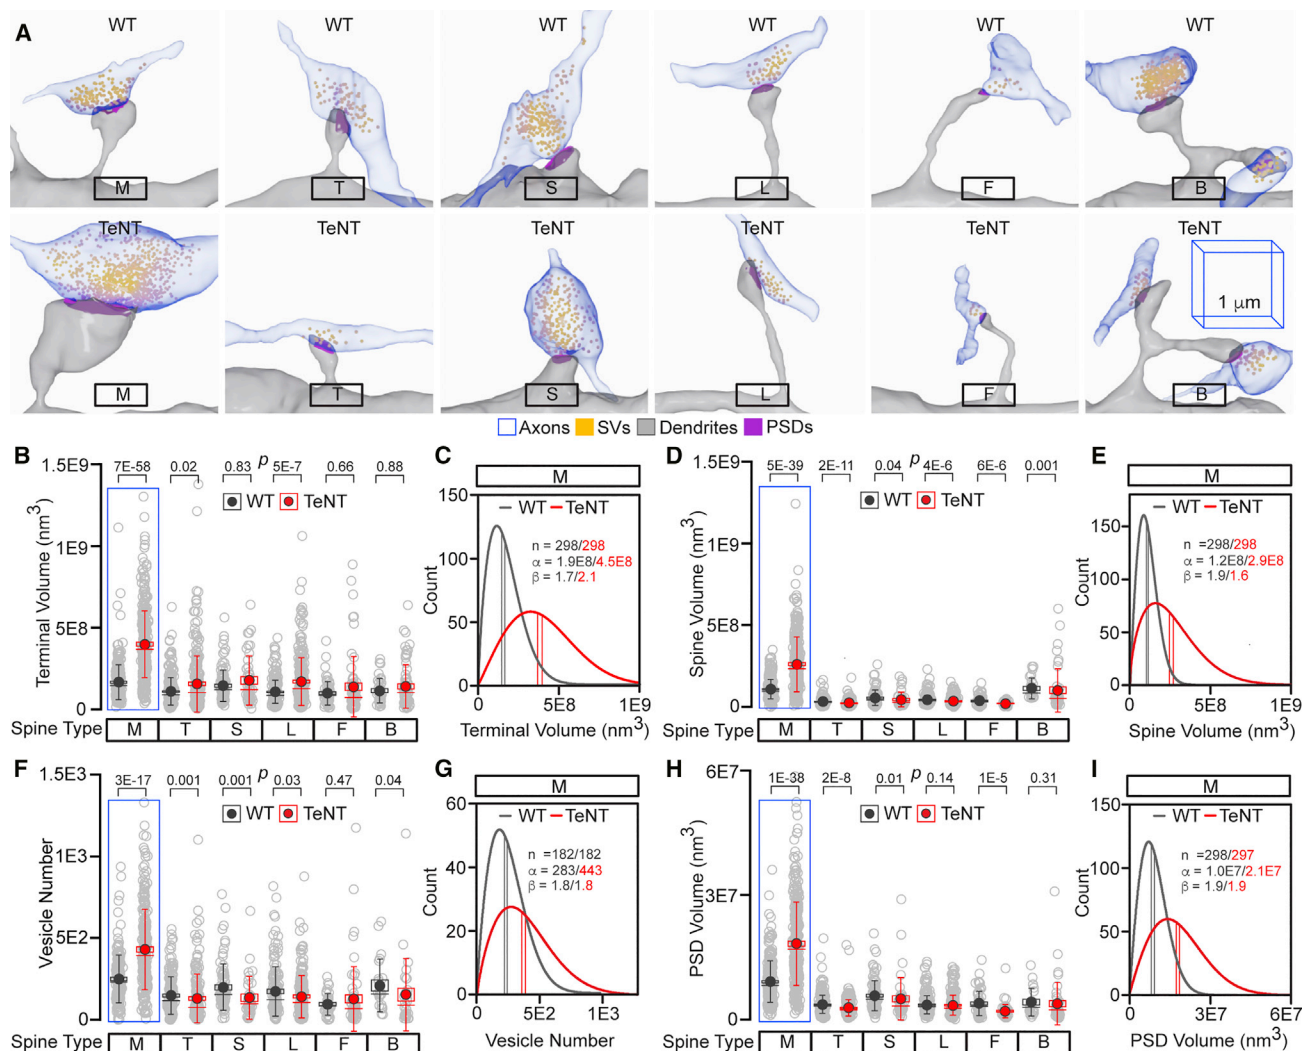 A
WT
WT
WT
WT
WT
WT
M
T
S
L
F
B
TeNT
TeNT
TeNT
TeNT
TeNT
TeNT
1 μm
M
T
S
L
F
B
Axons SVs Dendrites PSDs
B
p
7E-58 0.02 0.83 5E-7 0.66 0.88
WT TeNT
Terminal Volume (nm3)
1.5E9
1E9
5E8
0
Spine Type M T S L F B
C
M
WT TeNT
n = 298/298
α = 1.9E8/4.5E8
β = 1.7/2.1
Count
150
100
50
0
0 5E8 1E9
Terminal Volume (nm3)
D
p
5E-39 2E-11 0.04 4E-6 6E-6 0.001
WT TeNT
Spine Volume (nm3)
1.5E9
1E9
5E8
0
Spine Type M T S L F B
E
M
WT TeNT
n =298/298
α = 1.2E8/2.9E8
β = 1.9/1.6
Count
150
100
50
0
0 5E8 1E9
Spine Volume (nm3)
F
p
3E-17 0.001 0.001 0.03 0.47 0.04
WT TeNT
Vesicle Number
1.5E3
1E3
5E2
0
Spine Type M T S L F B
G
M
WT TeNT
n =182/182
α = 283/443
β = 1.8/1.8
Count
60
40
20
0
0 5E2 1E3
Vesicle Number
H
p
1E-38 2E-8 0.01 0.14 1E-5 0.31
WT TeNT
PSD Volume (nm3)
6E7
3E7
0
Spine Type M T S L F B
I
M
WT TeNT
n = 298/297
α = 1.0E7/2.1E7
β = 1.9/1.9
Count
150
100
50
0
0 3E7 6E7
PSD Volume (nm3)